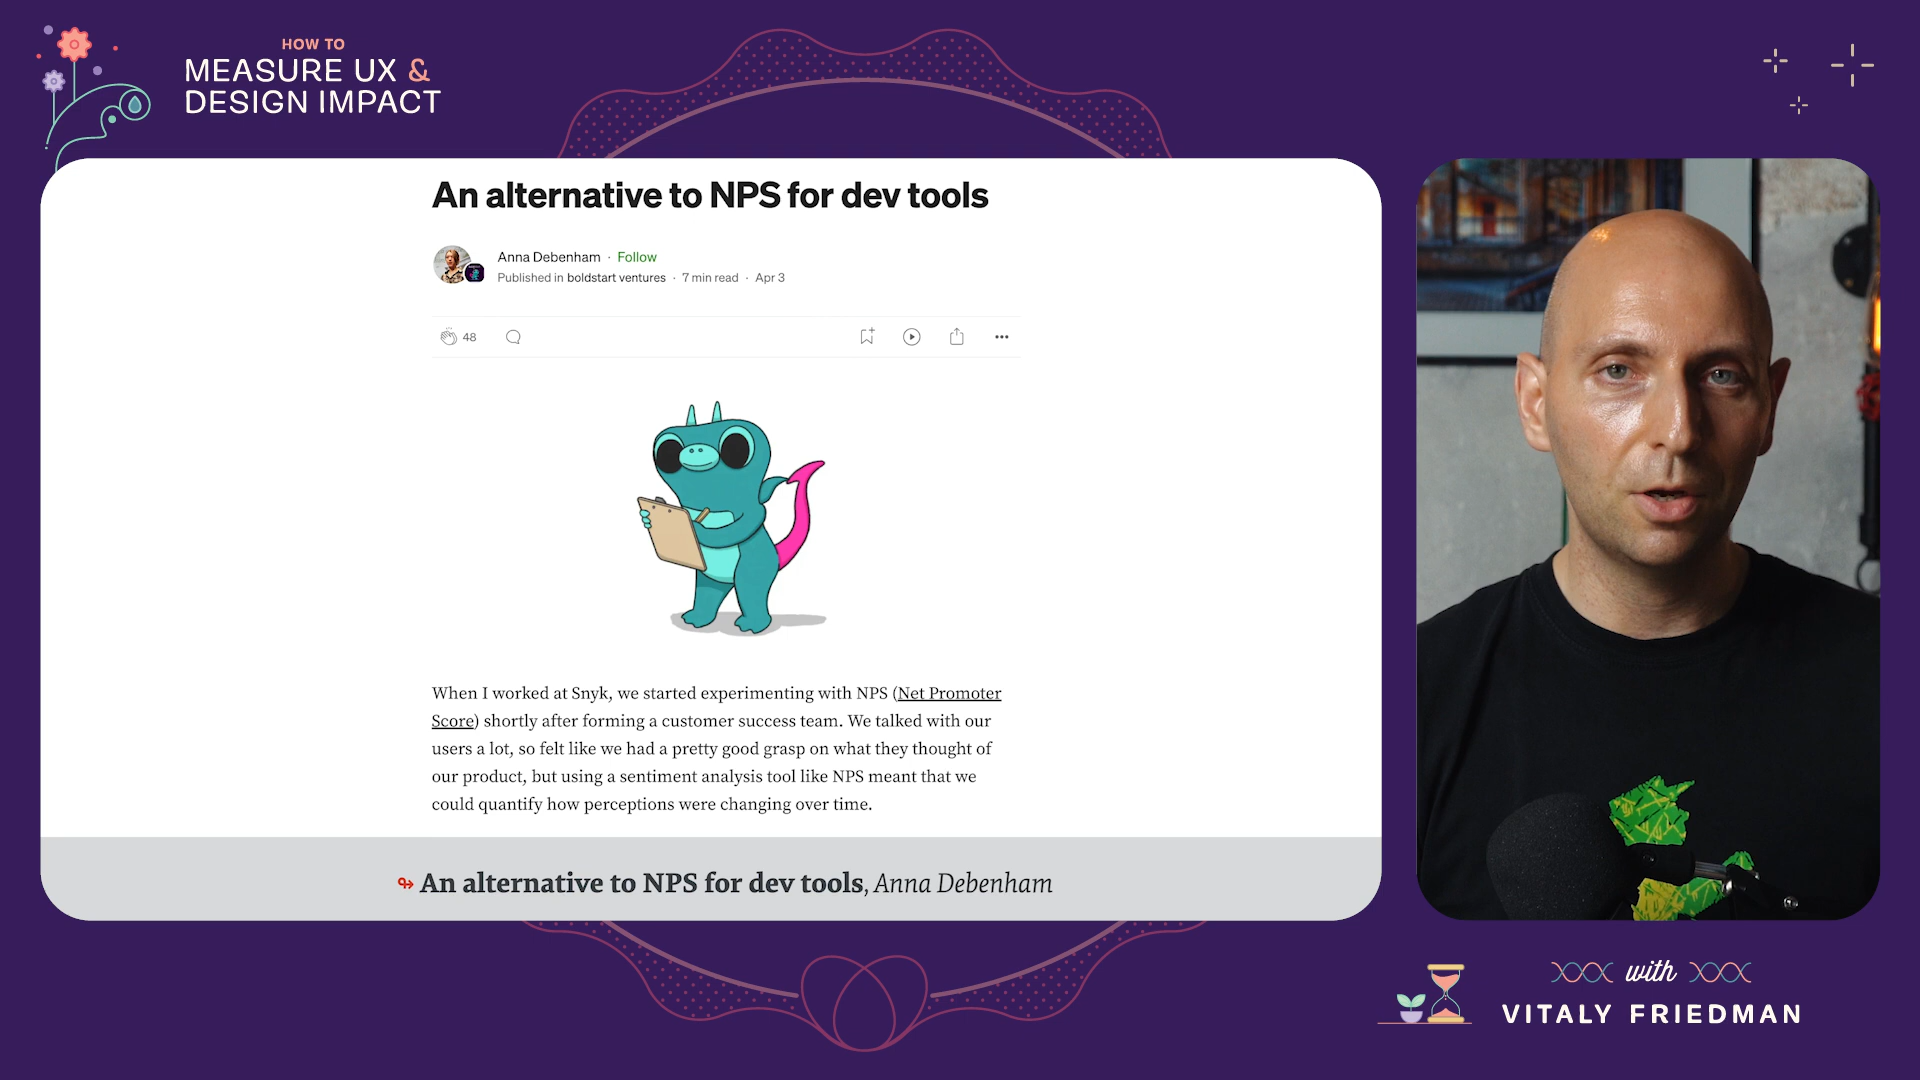 HOW TO
MEASURE UX &
DESIGN IMPACT
An alternative to NPS for dev tools
Anna Debenham · Follow
Published in boldstart ventures · 7 min read · Apr 3
48
When I worked at Snyk, we started experimenting with NPS (Net Promoter
Score) shortly after forming a customer success team. We talked with our
users a lot, so felt like we had a pretty good grasp on what they thought of
our product, but using a sentiment analysis tool like NPS meant that we
could quantify how perceptions were changing over time.
An alternative to NPS for dev tools, Anna Debenham
with
VITALY FRIEDMAN